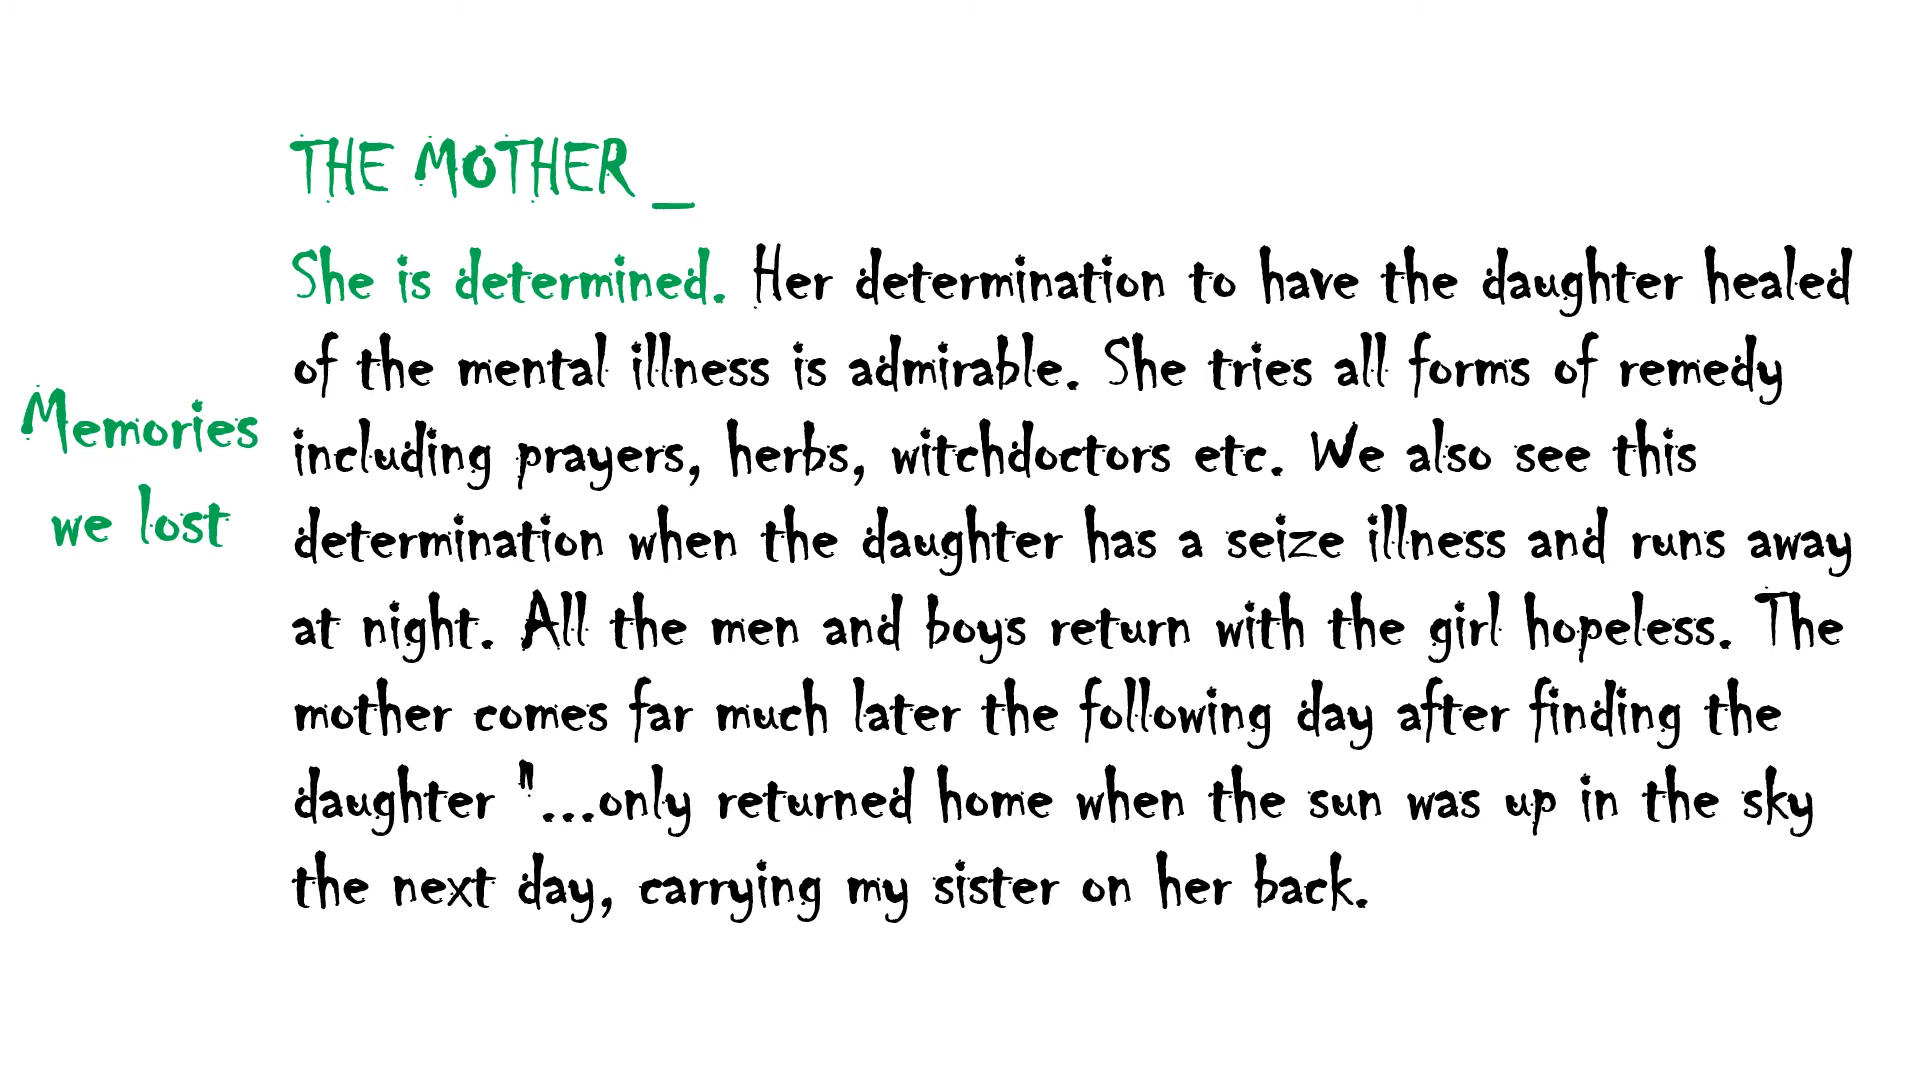 THE MOTHER _
She is determined. Her determination to have the daughter healed
of the mental illness is admirable. She tries all forms of remedy
including prayers, herbs, witchdoctors etc. We also see this
determination when the daughter has a seize illness and runs away
at night. All the men and boys return with the girl hopeless. The
mother comes far much later the following day after finding the
daughter "...only returned home when the sun was up in the sky
the next day, carrying my sister on her back.
Memories
we lost